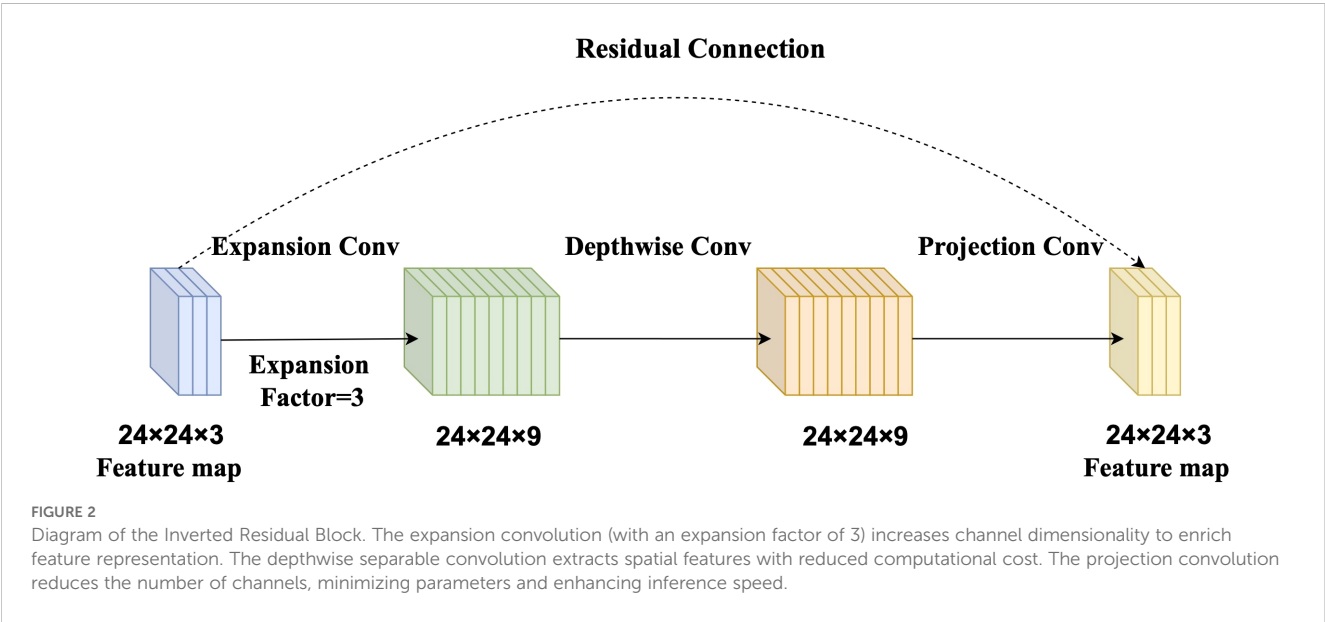 Residual Connection
Expansion Conv
Depthwise Conv
Projection Conv
Expansion
Factor=3
24×24×3
24×24×9
24×24×9
24×24×3
Feature map
Feature map
FIGURE 2
Diagram of the Inverted Residual Block. The expansion convolution (with an expansion factor of 3) increases channel dimensionality to enrich
feature representation. The depthwise separable convolution extracts spatial features with reduced computational cost. The projection convolution
reduces the number of channels, minimizing parameters and enhancing inference speed.